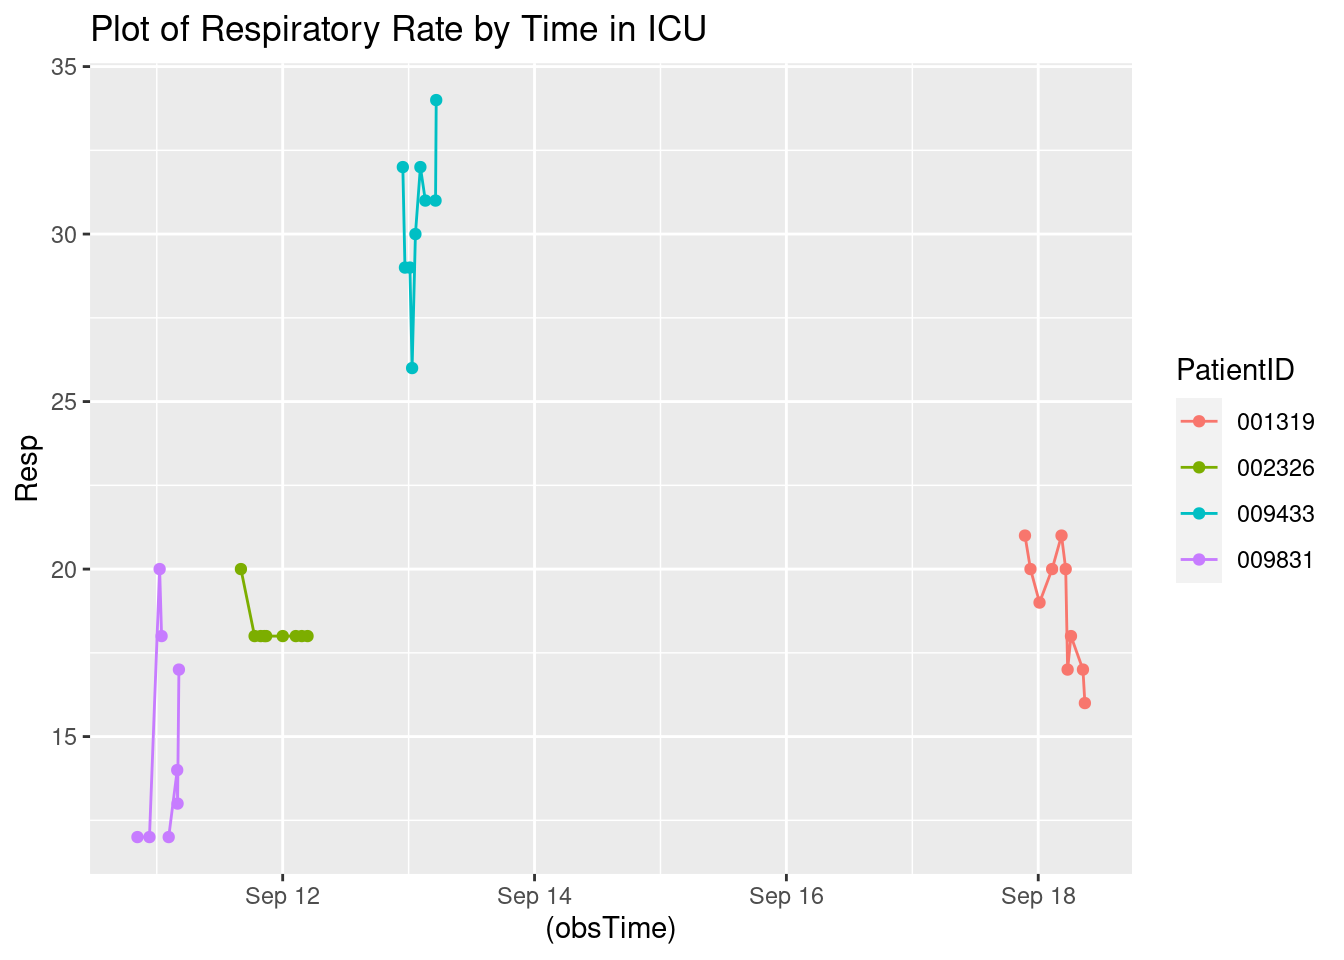 Plot of Respiratory Rate by Time in ICU
35
30
25
20
15
Resp
Sep 12
Sep 14
Sep 16
Sep 18
(obsTime)
PatientID
001319
002326
009433
009831